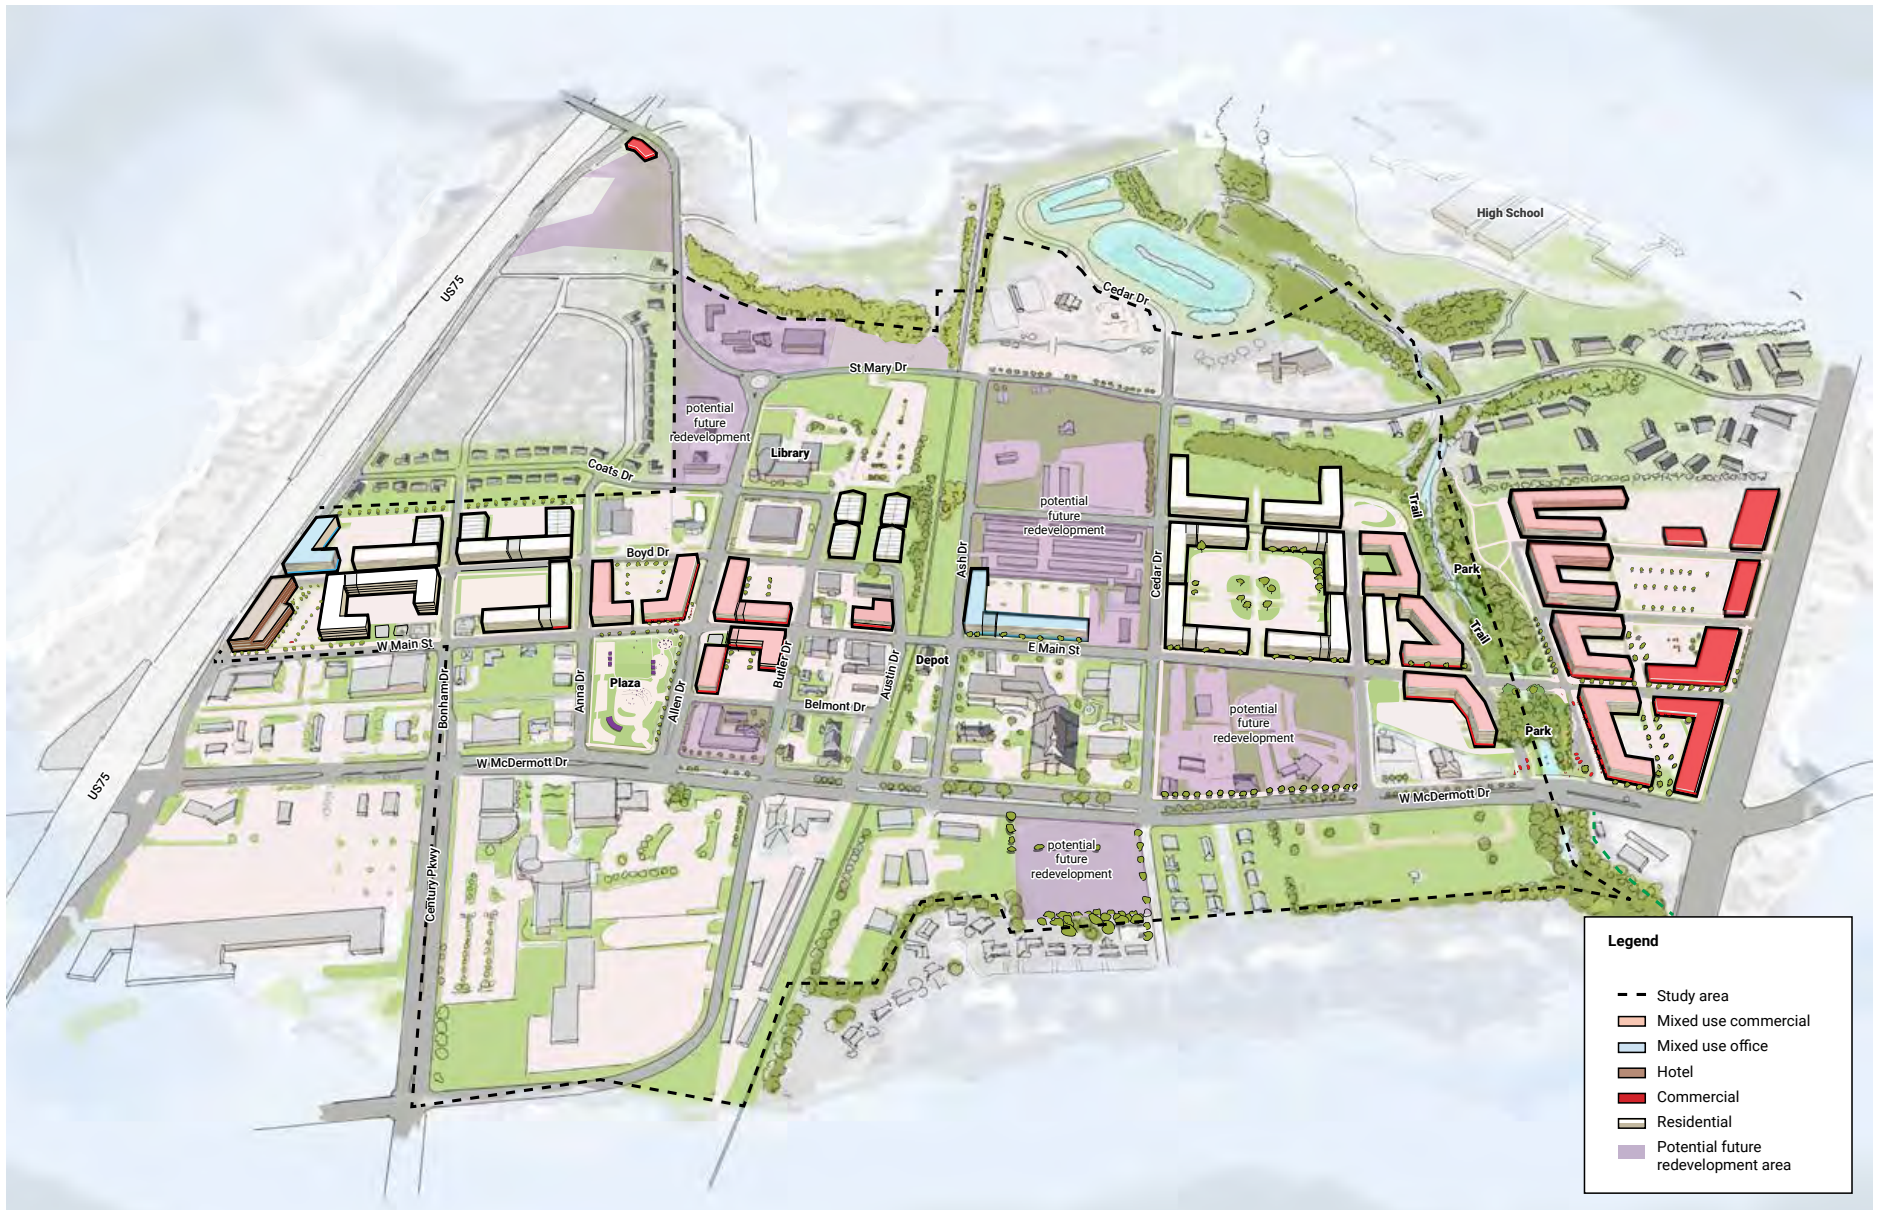 High School
US75
Cedar Dr
St Mary Dr
potential
future
redevelopment
Library
Coats Dr
potential
future
redevelopment
Trail
Boyd Dr
Ash Dr
Cedar Dr
Park
Trail
W Main St
E Main St
Butler Dr
Depot
Austin Dr
Plaza
Anna Dr
Allen Dr
Bonham Dr
Belmont Dr
potential
future
redevelopment
Park
W McDermott Dr
US75
W McDermott Dr
potential
future
redevelopment
Century Pkwy
Legend
Study area
Mixed use commercial
Mixed use office
Hotel
Commercial
Residential
Potential future
redevelopment area